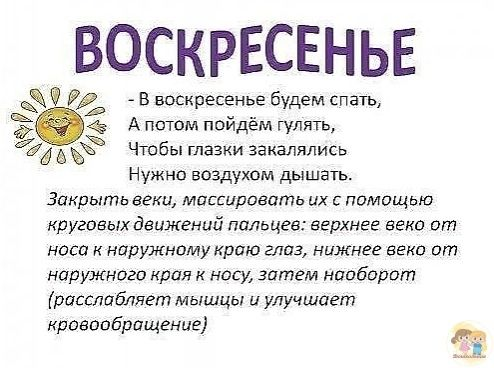 ВОСКРЕСЕНЬЕ
- В воскресенье будем спать,
А потом пойдём гулять,
Чтобы глазки закалялись
Нужно воздухом дышать.
Закрыть веки, массировать их с помощью
круговых движений пальцев: верхнее веко от
носа к наружному краю глаз, нижнее веко от
наружного края к носу, затем наоборот
(расслабляет мышцы и улучшает
кровообращение)